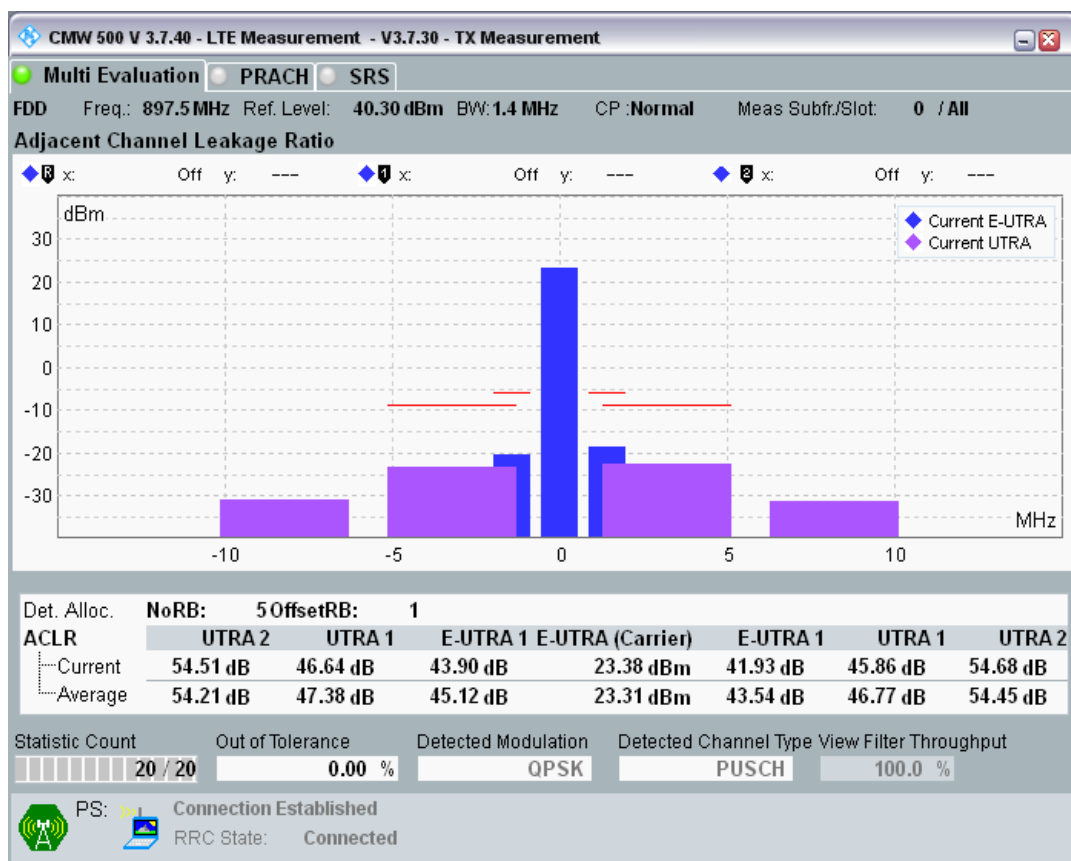 CMW 500 V 3.7.40 - LTE Measurement - V3.7.30 - TX Measurement
Multi Evaluation PRACH SRS
FDD Freq.: 897.5 MHz Ref. Level: 40.30 dBm BW: 1.4 MHz CP : Normal Meas Subfr./Slot: 0 / All
Adjacent Channel Leakage Ratio
R x: Off y: --- 1 x: Off y: --- 2 x: Off y: ---
dBm
Current E-UTRA
Current UTRA
30
20
10
0
-10
-20
-30
MHz
-10 -5 0 5 10
Det. Alloc. NoRB: 5 OffsetRB: 1
ACLR UTRA 2 UTRA 1 E-UTRA 1 E-UTRA (Carrier) E-UTRA 1 UTRA 1 UTRA 2
Current 54.51 dB 46.64 dB 43.90 dB 23.38 dBm 41.93 dB 45.86 dB 54.68 dB
Average 54.21 dB 47.38 dB 45.12 dB 23.31 dBm 43.54 dB 46.77 dB 54.45 dB
Statistic Count Out of Tolerance Detected Modulation Detected Channel Type View Filter Throughput
20 / 20 0.00 % QPSK PUSCH 100.0 %
PS: Connection Established
RRC State: Connected